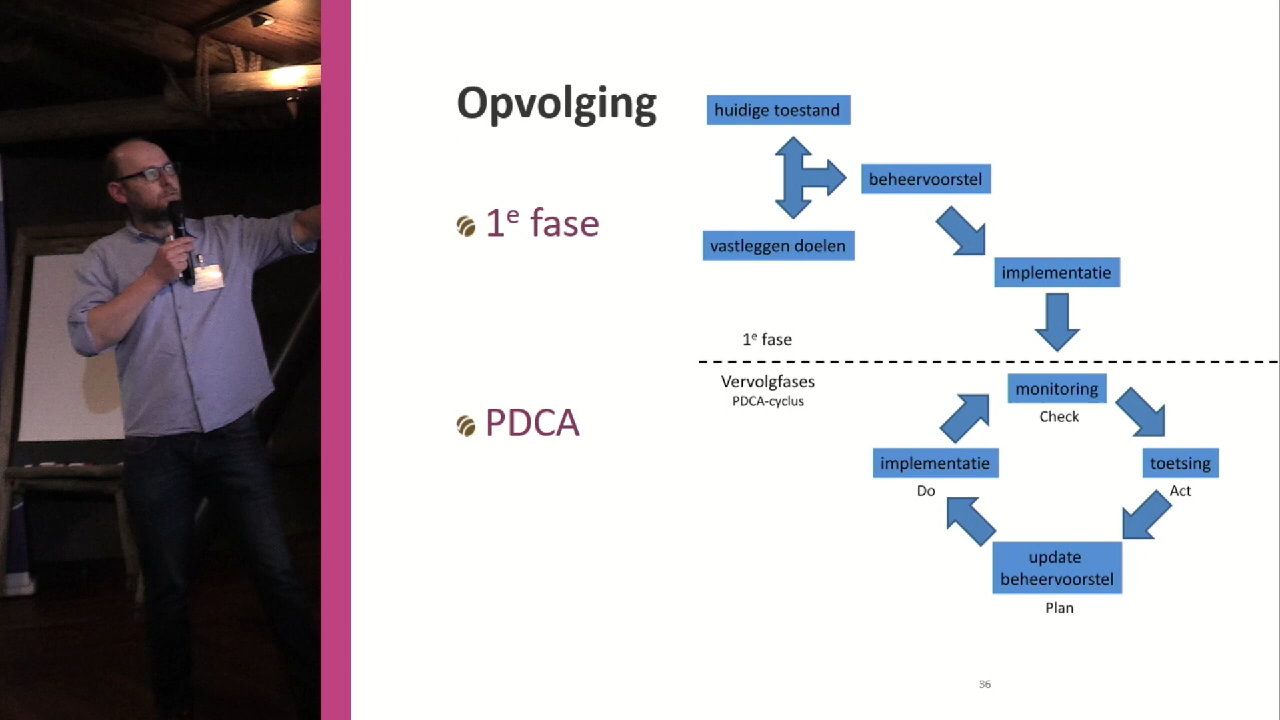 Opvolging
1e fase
PDCA
huidige toestand
beheervoorstel
vastleggen doelen
implementatie
1e fase
Vervolgfases
PDCA-cyclus
monitoring
Check
implementatie
Do
toetsing
Act
update
beheervoorstel
Plan
36